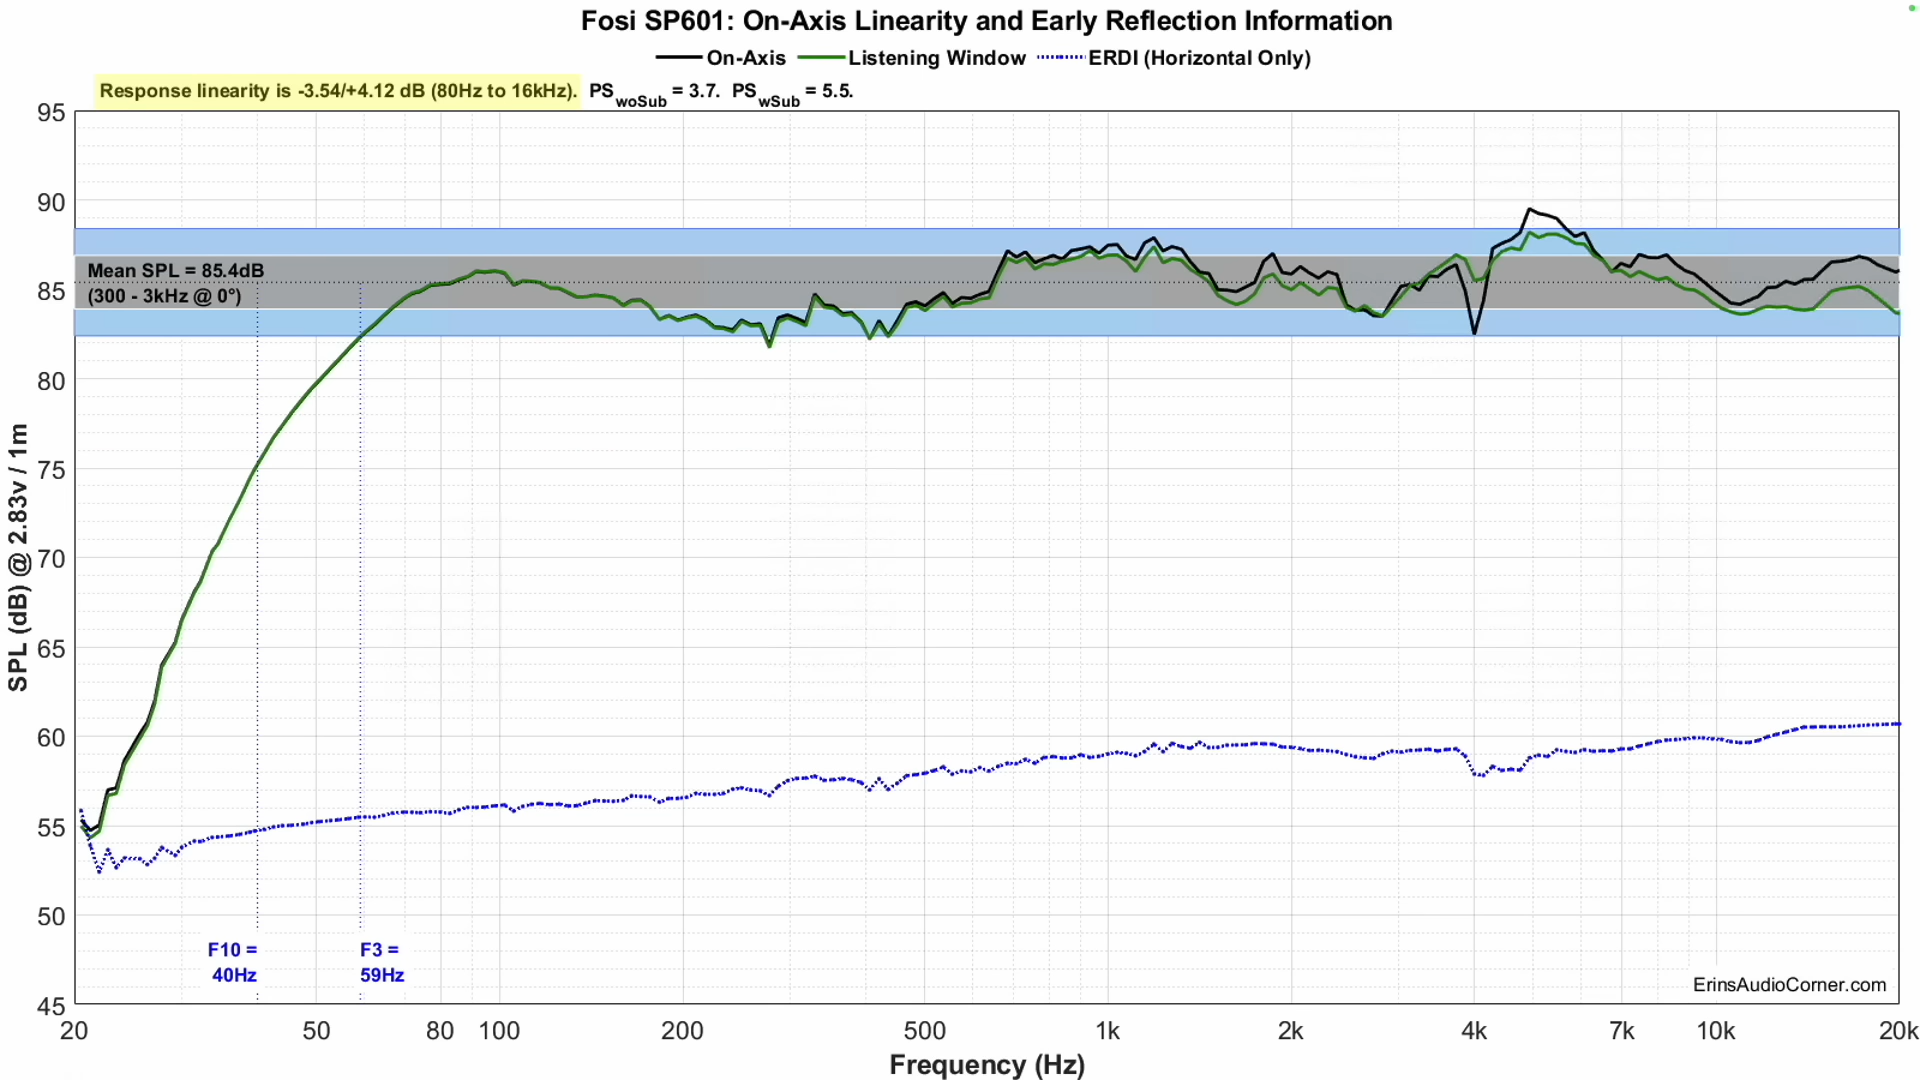 Fosi SP601: On-Axis Linearity and Early Reflection Information
On-Axis Listening Window ERDI (Horizontal Only)
Response linearity is -3.54/+4.12 dB (80Hz to 16kHz). PSwoSub = 3.7. PSwSub = 5.5.
95
90
85
80
75
70
65
60
55
50
45
Mean SPL = 85.4dB
(300 - 3kHz @ 0°)
SPL (dB) @ 2.83v / 1m
F10 =
40Hz
F3 =
59Hz
ErinsAudioCorner.com
20 50 80 100 200 500 1k 2k 4k 7k 10k 20k
Frequency (Hz)